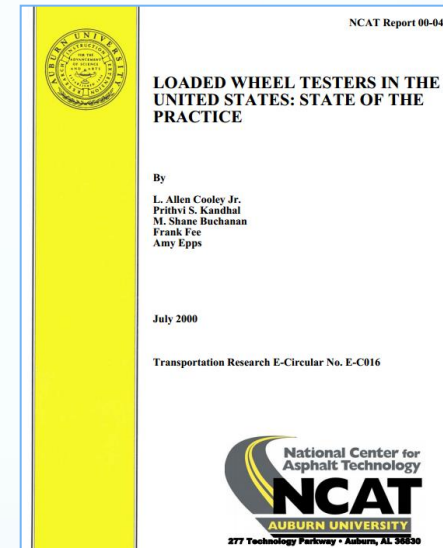 NCAT Report 00-04
AUBURN UNIVERSITY
LOADED WHEEL TESTERS IN THE
UNITED STATES: STATE OF THE
PRACTICE
By
L. Allen Cooley Jr.
Prithvi S. Kandhal
M. Shane Buchanan
Frank Fee
Amy Epps
July 2000
Transportation Research E-Circular No. E-C016
National Center for
Asphalt Technology
NCAT
AUBURN UNIVERSITY
277 Technology Parkway • Auburn, AL 36830